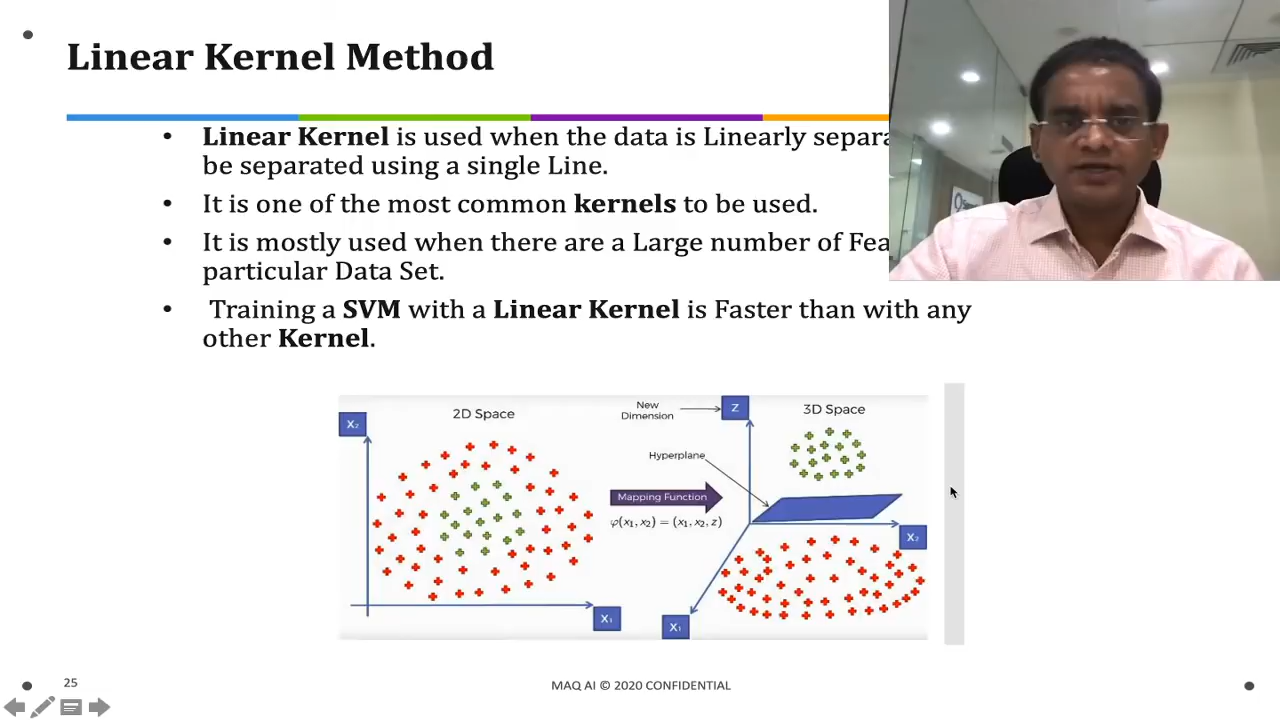 Linear Kernel Method
• Linear Kernel is used when the data is Linearly
be separated using a single Line.
• It is one of the most common kernels to be used.
• It is mostly used when there are a Large number of
particular Data Set.
• Training a SVM with a Linear Kernel is Faster than with any
other Kernel.
2D Space
X₂
X₁
New
Dimension
Z
3D Space
Hyperplane
Mapping Function
φ(x₁, x₂) = (x₁, x₂, z)
X₂
X₁
25
MAQ AI © 2020 CONFIDENTIAL